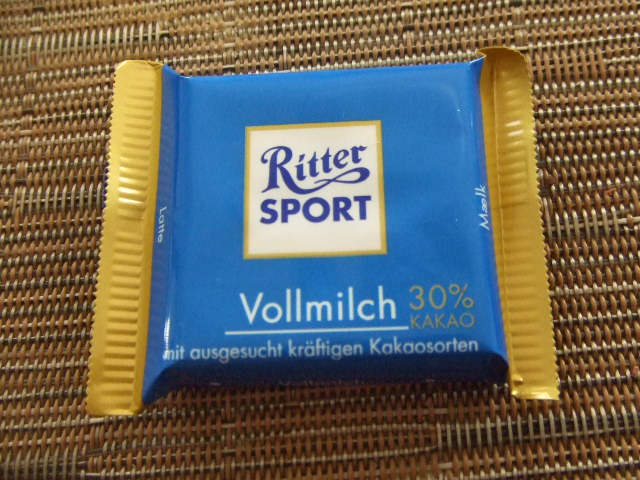 Ritter
SPORT
Latte
Mælk
Vollmilch 30%
KAKAO
mit ausgesucht kräftigen Kakaosorten